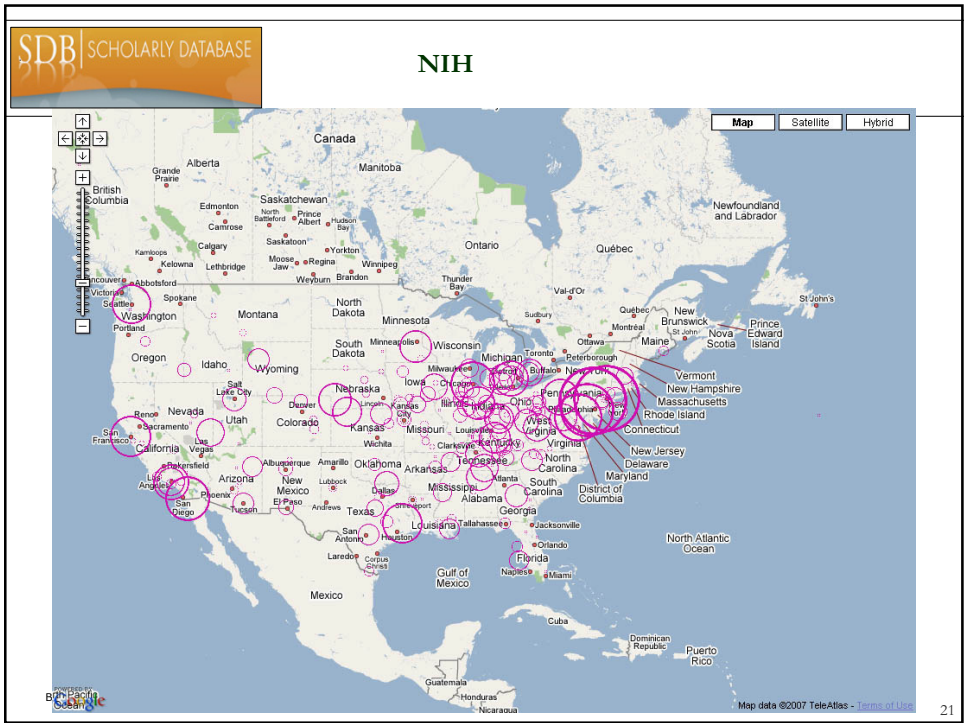 SDB SCHOLARLY DATABASE
NIH
Map Satellite Hybrid
Canada
Alberta
Manitoba
Grande Prairie
British Columbia
Saskatchewan
Edmonton
North Battleford
Prince Albert
Hudson Bay
Camrose
Newfoundland and Labrador
Saskatoon
Calgary
Kamloops
Kelowna
Lethbridge
Moose Jaw
Regina
Yorkton
Winnipeg
Weyburn
Brandon
Ontario
Québec
Thunder Bay
Val-d'Or
Abbotsford
Victoria
Seattle
Spokane
Washington
Portland
Montana
North Dakota
Minnesota
Sudbury
Québec
Montréal
Ottawa
New Brunswick
St John
Nova Scotia
Prince Edward Island
St John's
Maine
Oregon
Idaho
Wyoming
South Dakota
Minneapolis
Wisconsin
Michigan
Toronto
Peterborough
Vermont
New Hampshire
Massachusetts
Rhode Island
Connecticut
New Jersey
Delaware
Maryland
District of Columbia
Milwaukee
Detroit
Buffalo
New York
Salt Lake City
Nebraska
Iowa
Chicago
Illinois
Indiana
Ohio
Pennsylvania
Philadelphia
New York
Reno
Nevada
Sacramento
San Francisco
California
Utah
Denver
Colorado
Lincoln
Kansas City
Kansas
Missouri
Louisville
West Virginia
Virginia
Las Vegas
Wichita
Clarksville
Kentucky
Bakersfield
Los Angeles
San Diego
Arizona
Phoenix
Tucson
Albuquerque
New Mexico
El Paso
Amarillo
Lubbock
Andrews
Oklahoma
Arkansas
Tennessee
North Carolina
South Carolina
Atlanta
Georgia
Alabama
Mississippi
Dallas
Shreveport
Texas
Louisiana
Tallahassee
Jacksonville
San Antonio
Houston
Orlando
Florida
Laredo
Corpus Christi
Naples
Miami
Gulf of Mexico
Mexico
North Atlantic Ocean
Cuba
Dominican Republic
Puerto Rico
Guatemala
Honduras
Nicaragua
POWERED BY
Google
Map data ©2007 TeleAtlas - Terms of Use
21